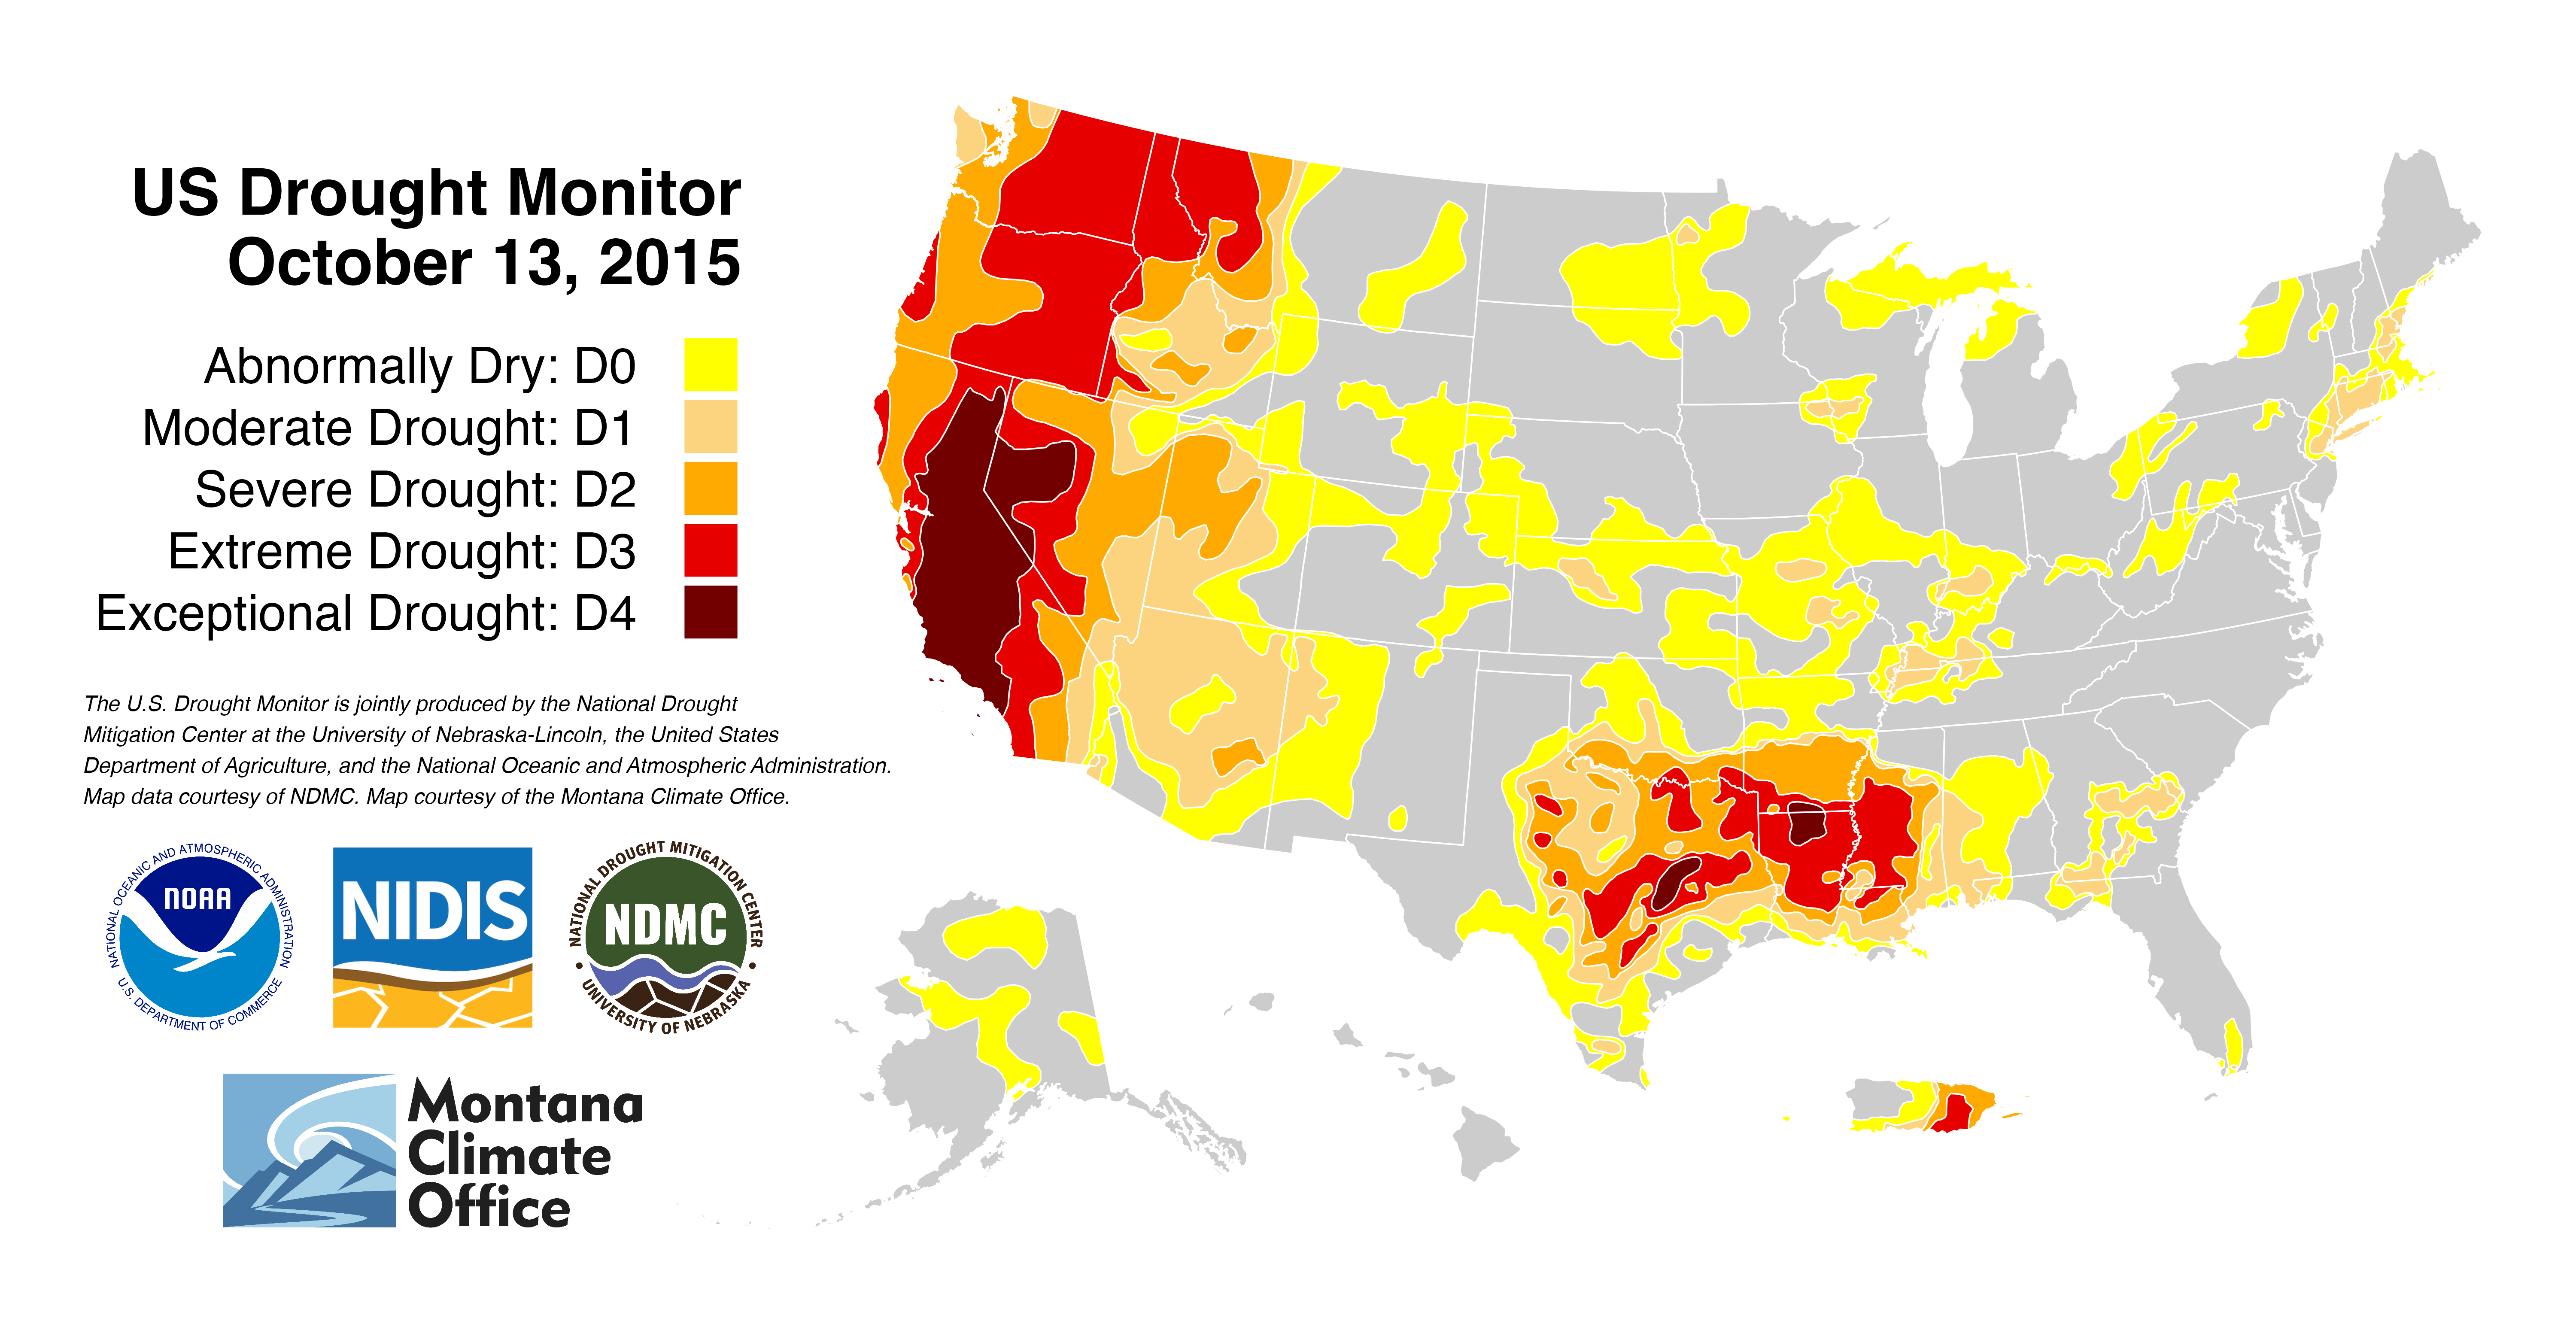 US Drought Monitor
October 13, 2015
Abnormally Dry: D0
Moderate Drought: D1
Severe Drought: D2
Extreme Drought: D3
Exceptional Drought: D4
The U.S. Drought Monitor is jointly produced by the National Drought
Mitigation Center at the University of Nebraska-Lincoln, the United States
Department of Agriculture, and the National Oceanic and Atmospheric Administration.
Map data courtesy of NDMC. Map courtesy of the Montana Climate Office.
NATIONAL OCEANIC AND ATMOSPHERIC ADMINISTRATION
NOAA
U.S. DEPARTMENT OF COMMERCE
NIDIS
NATIONAL DROUGHT MITIGATION CENTER
NDMC
UNIVERSITY OF NEBRASKA
Montana
Climate
Office